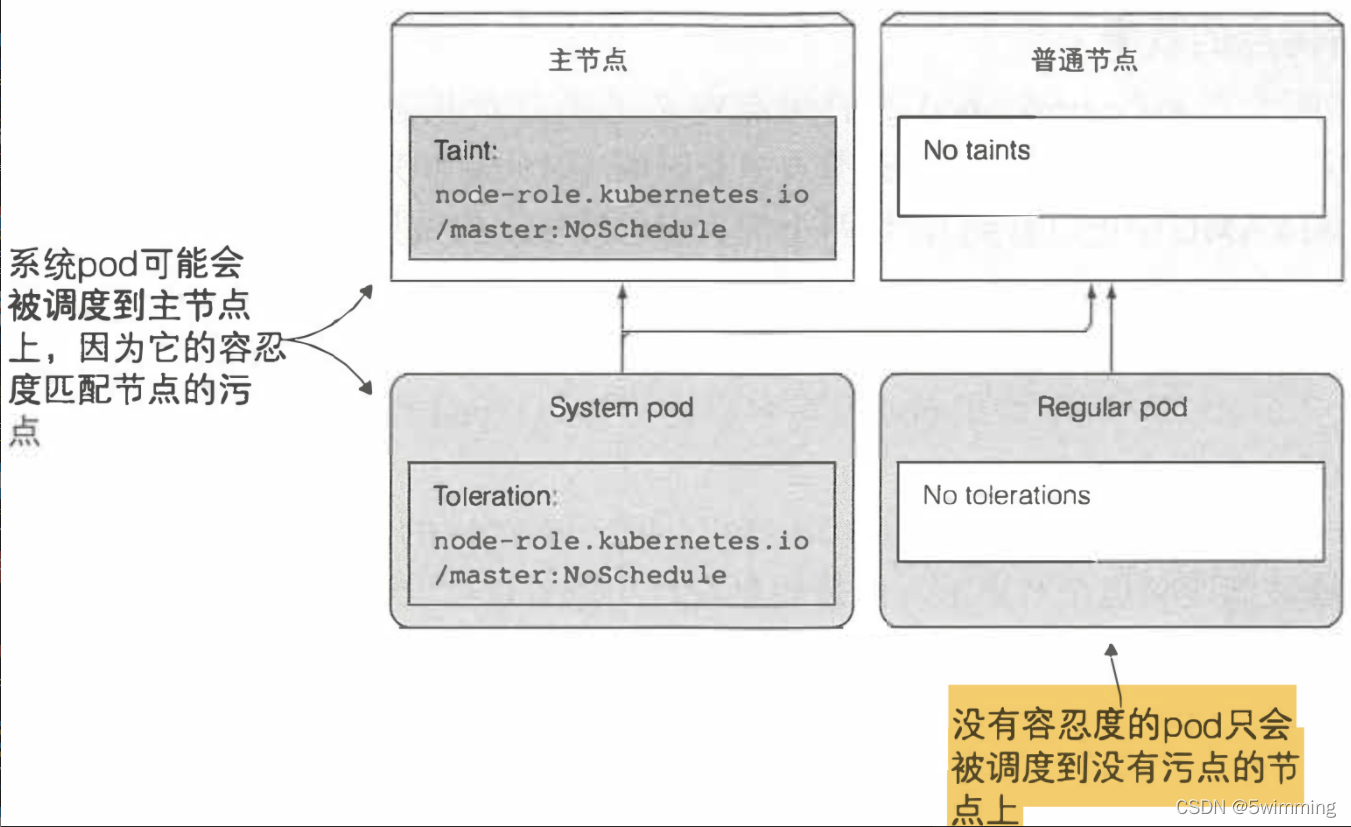 主节点
Taint:
node-role.kubernetes.io
/master:NoSchedule
普通节点
No taints
系统pod可能会
被调度到主节点
上，因为它的容忍
度匹配节点的污
点
System pod
Toleration:
node-role.kubernetes.io
/master:NoSchedule
Regular pod
No tolerations
没有容忍度的pod只会
被调度到没有污点的节
点上
CSDN @5wimming